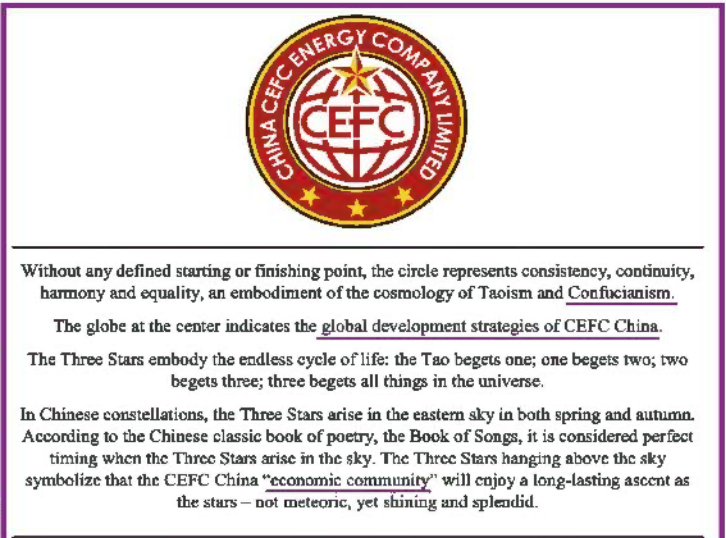 CHINA CEFC ENERGY COMPANY LIMITED
CEFC
Without any defined starting or finishing point, the circle represents consistency, continuity,
harmony and equality, an embodiment of the cosmology of Taoism and Confucianism.
The globe at the center indicates the global development strategies of CEFC China.
The Three Stars embody the endless cycle of life: the Tao begets one; one begets two; two
begets three; three begets all things in the universe.
In Chinese constellations, the Three Stars arise in the eastern sky in both spring and autumn.
According to the Chinese classic book of poetry, the Book of Songs, it is considered perfect
timing when the Three Stars arise in the sky. The Three Stars hanging above the sky
symbolize that the CEFC China “economic community” will enjoy a long-lasting ascent as
the stars – not meteoric, yet shining and splendid.